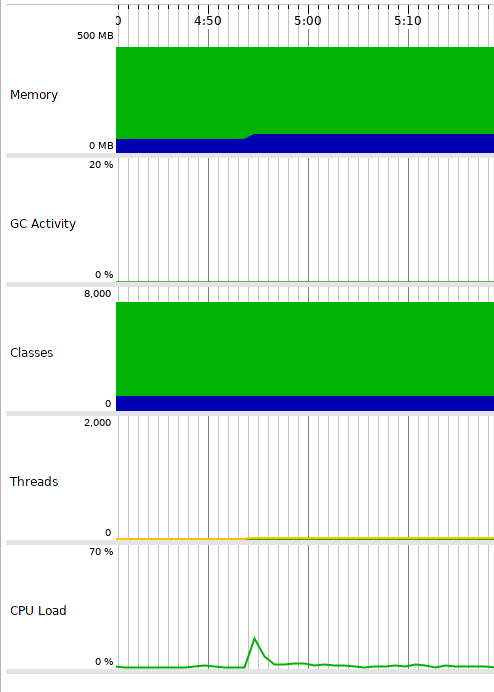 0 4:50 5:00 5:10
500 MB
Memory
0 MB
20 %
GC Activity
0 %
8,000
Classes
0
2,000
Threads
0
70 %
CPU Load
0 %